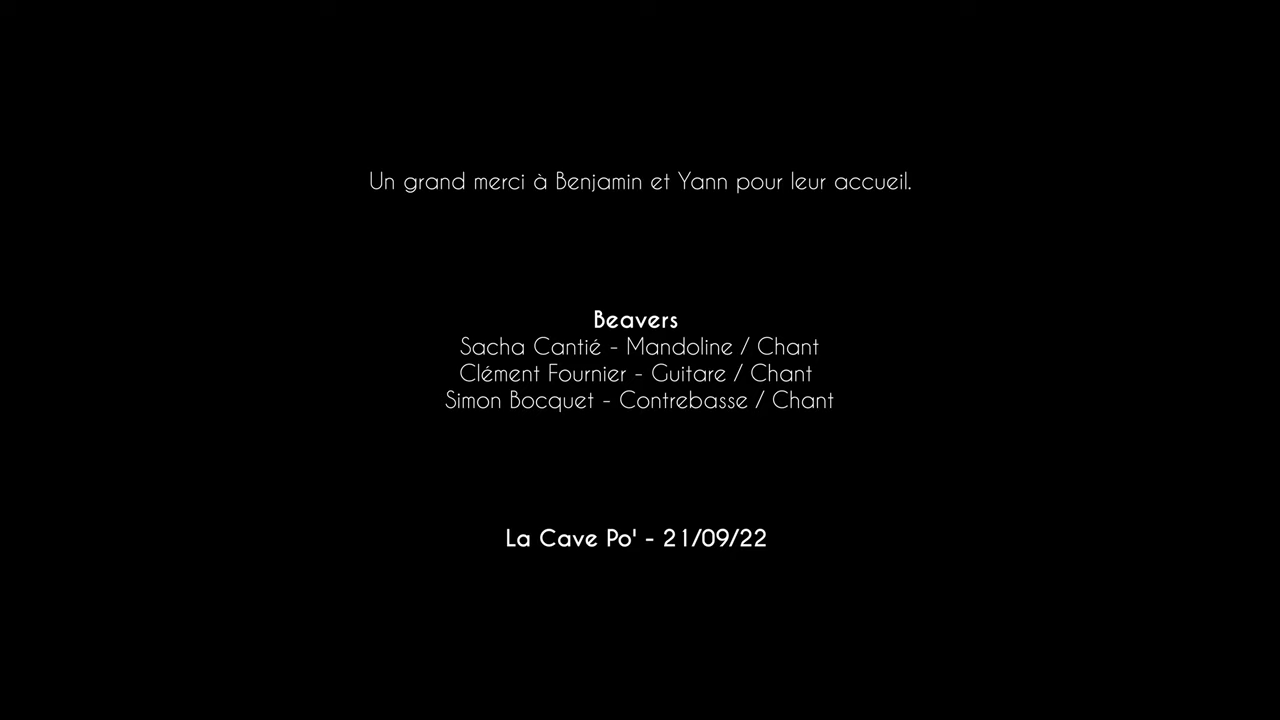 Un grand merci à Benjamin et Yann pour leur accueil.
Beavers
Sacha Cantié - Mandoline / Chant
Clément Fournier - Guitare / Chant
Simon Bocquet - Contrebasse / Chant
La Cave Po' - 21/09/22